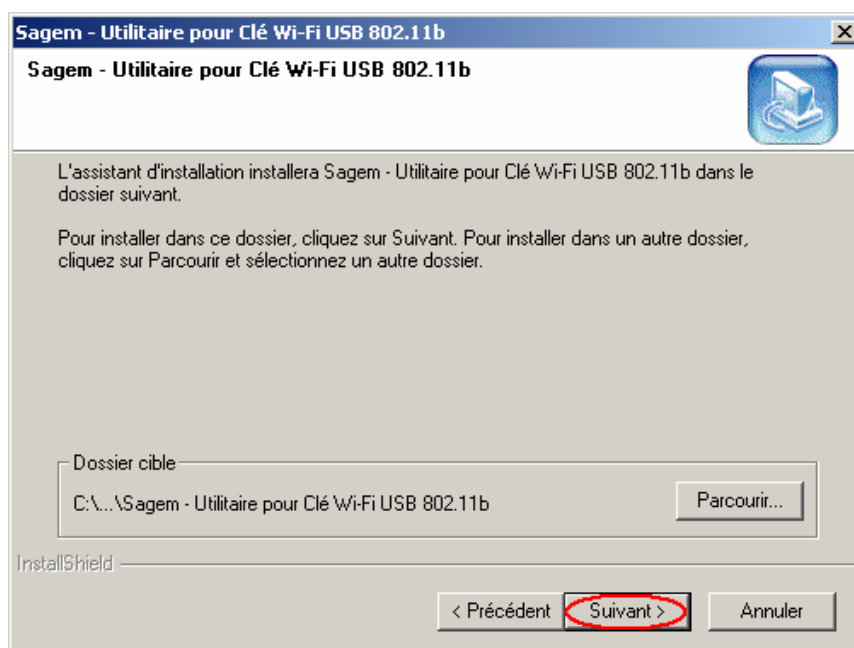 Sagem - Utilitaire pour Clé Wi-Fi USB 802.11b
Sagem - Utilitaire pour Clé Wi-Fi USB 802.11b
L'assistant d'installation installera Sagem - Utilitaire pour Clé Wi-Fi USB 802.11b dans le
dossier suivant.
Pour installer dans ce dossier, cliquez sur Suivant. Pour installer dans un autre dossier,
cliquez sur Parcourir et sélectionnez un autre dossier.
Dossier cible
C:\...\Sagem - Utilitaire pour Clé Wi-Fi USB 802.11b
Parcourir...
InstallShield
< Précédent
Suivant >
Annuler